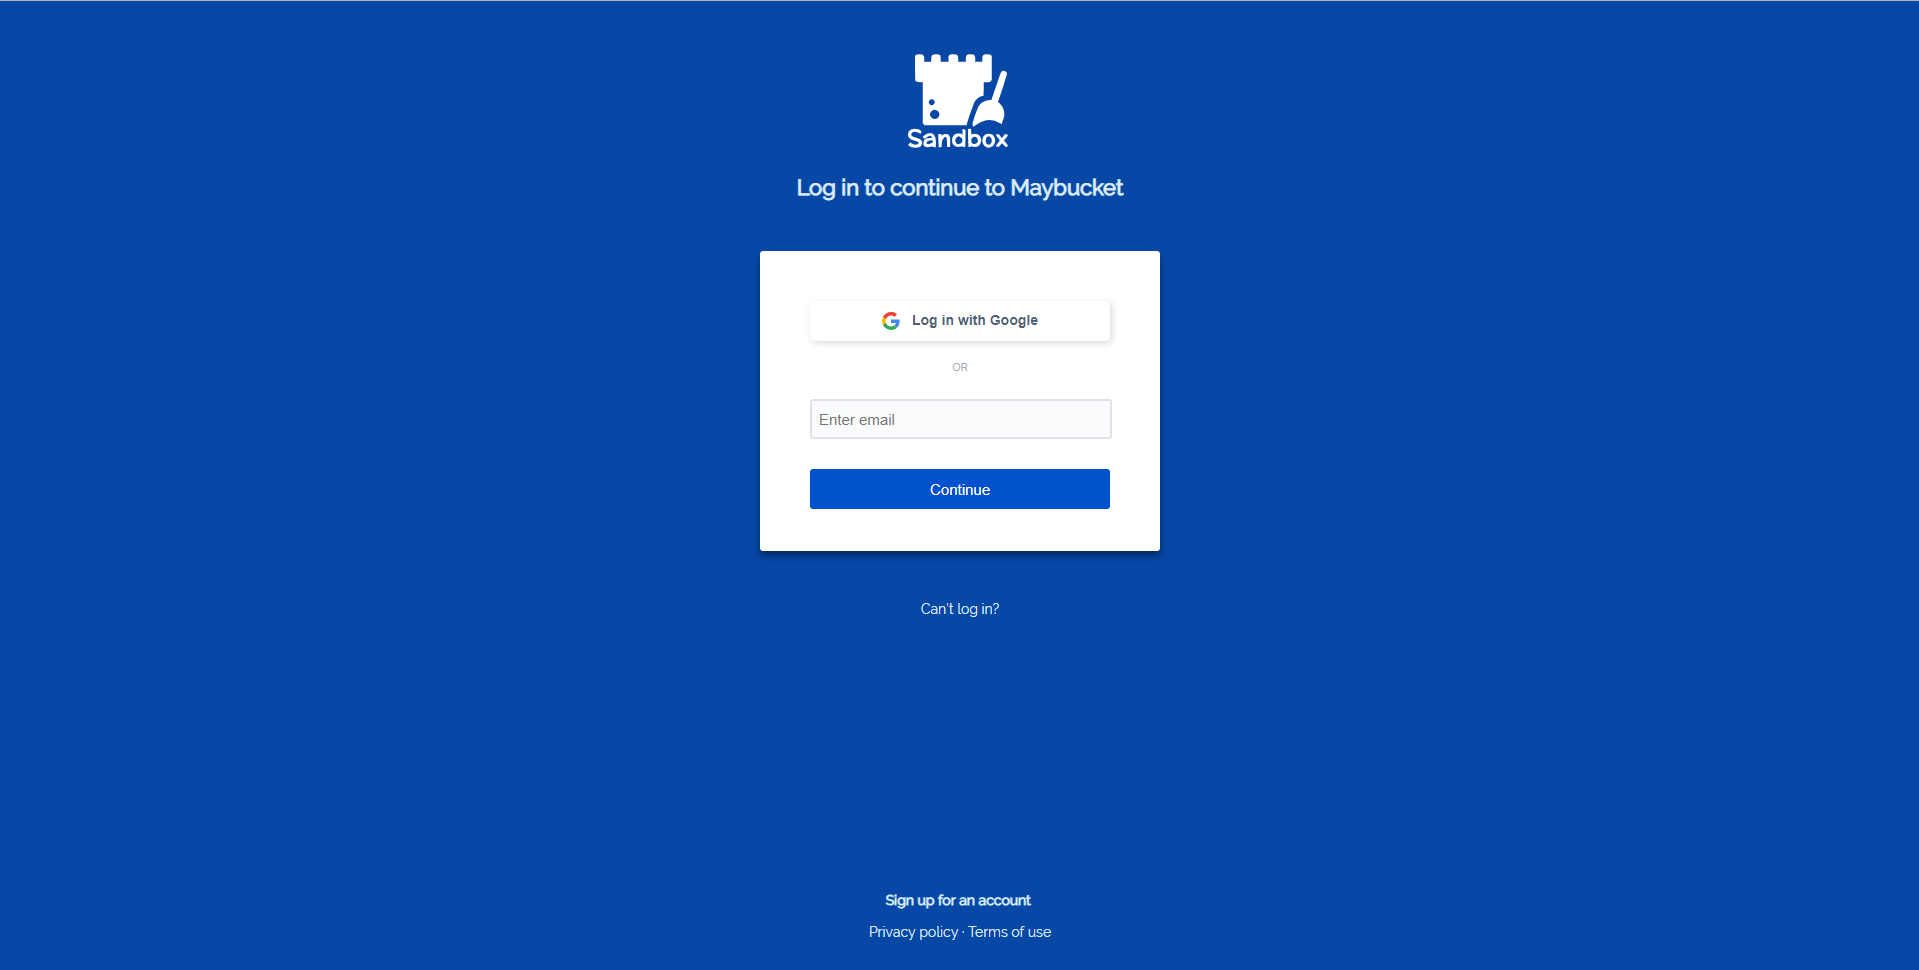 Sandbox
Log in to continue to Maybucket
Log in with Google
OR
Enter email
Continue
Can't log in?
Sign up for an account
Privacy policy · Terms of use